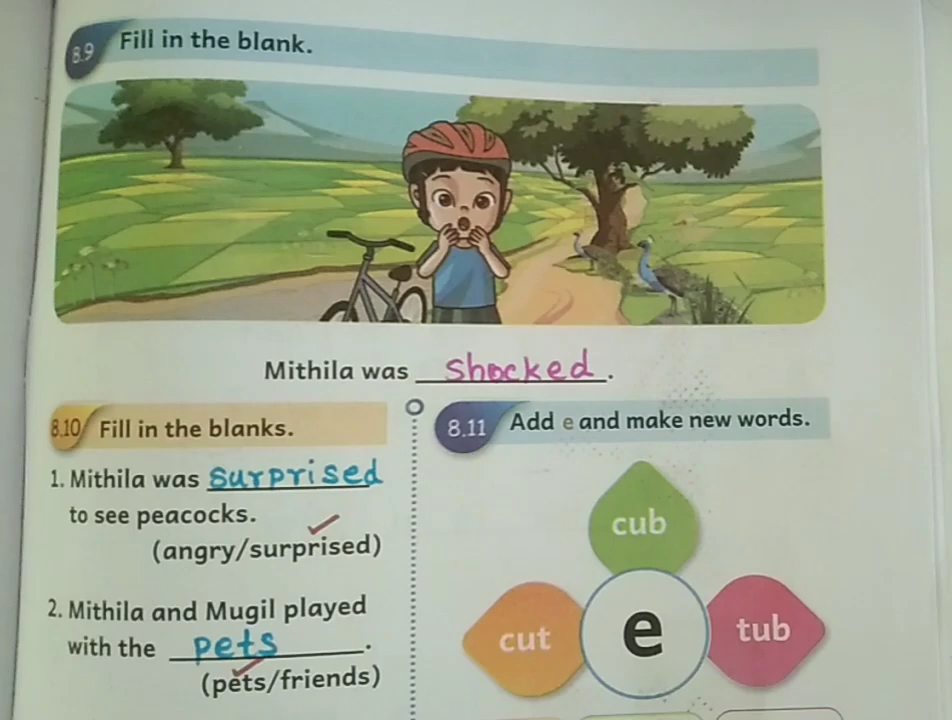 8.9 Fill in the blank.
Mithila was shocked.
8.10 Fill in the blanks.
1. Mithila was surprised
to see peacocks.
(angry/surprised)
2. Mithila and Mugil played
with the pets.
(pets/friends)
8.11 Add e and make new words.
cub
cut e tub